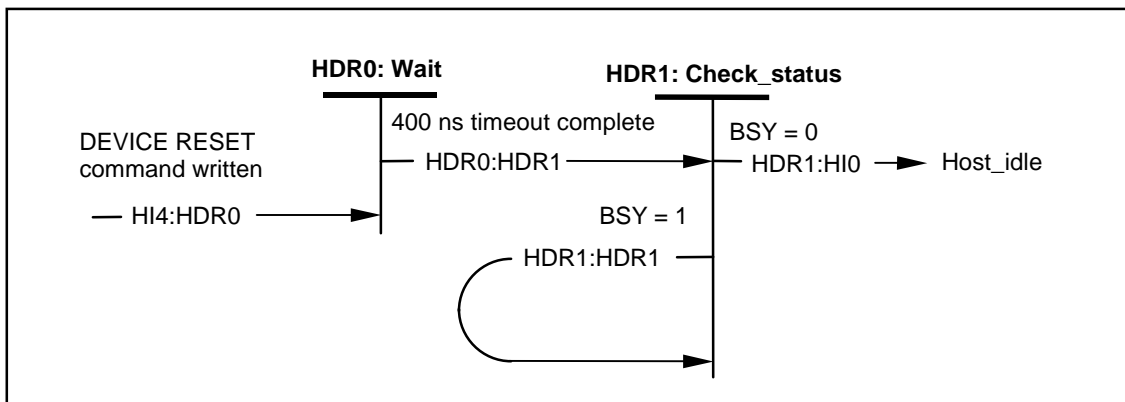 HDR0: Wait
HDR1: Check_status
400 ns timeout complete
BSY = 0
DEVICE RESET
command written
HDR0:HDR1
HDR1:HI0
Host_idle
HI4:HDR0
BSY = 1
HDR1:HDR1